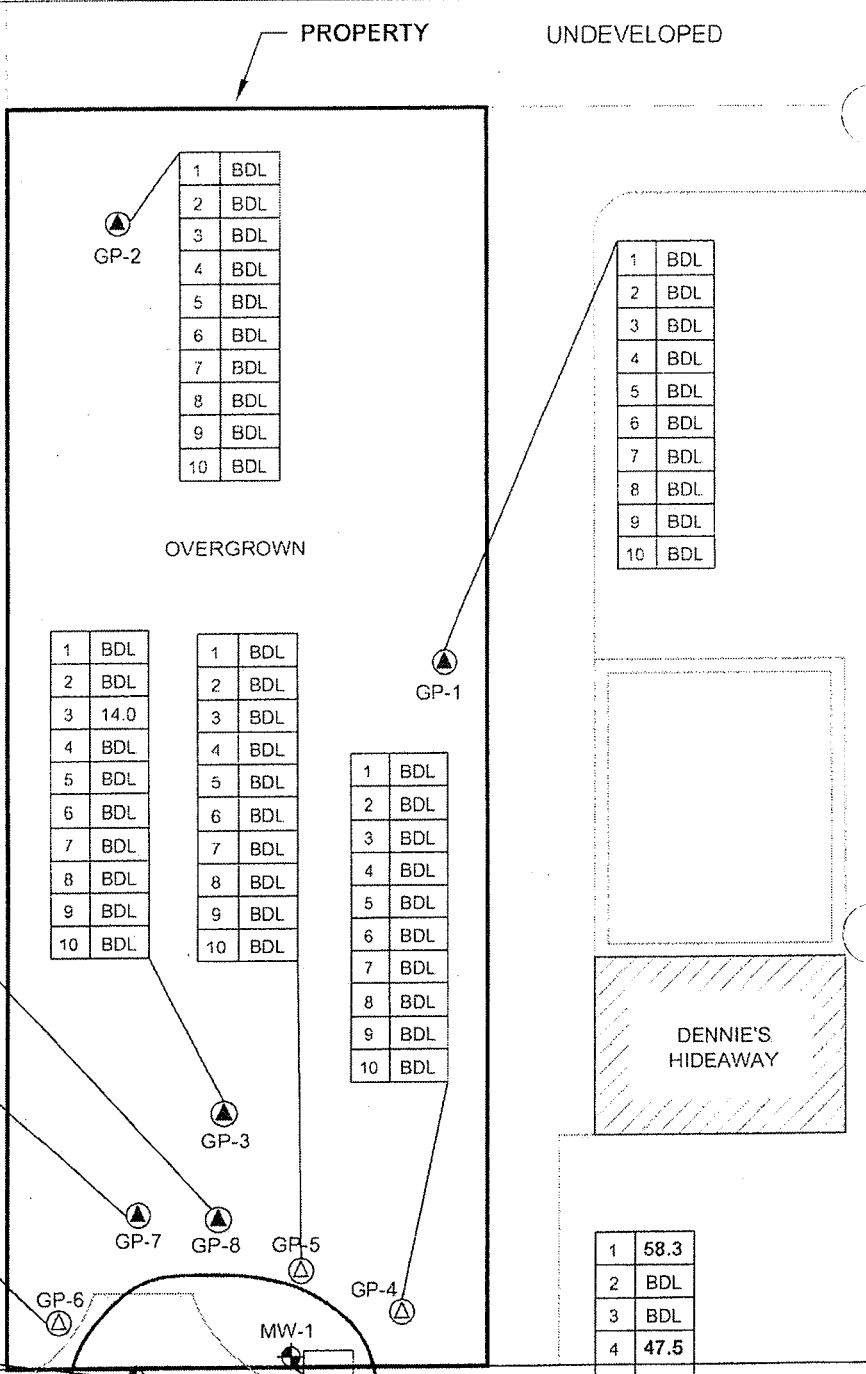 PROPERTY UNDEVELOPED
1 BDL
2 BDL
3 BDL
4 BDL
5 BDL
6 BDL
7 BDL
8 BDL
9 BDL
10 BDL
GP-2
1 BDL
2 BDL
3 BDL
4 BDL
5 BDL
6 BDL
7 BDL
8 BDL
9 BDL
10 BDL
OVERGROWN
1 BDL
2 BDL
3 14.0
4 BDL
5 BDL
6 BDL
7 BDL
8 BDL
9 BDL
10 BDL
1 BDL
2 BDL
3 BDL
4 BDL
5 BDL
6 BDL
7 BDL
8 BDL
9 BDL
10 BDL
GP-1
1 BDL
2 BDL
3 BDL
4 BDL
5 BDL
6 BDL
7 BDL
8 BDL
9 BDL
10 BDL
DENNIE'S
HIDEAWAY
GP-3
GP-7
GP-8
GP-5
GP-4
GP-6
MW-1
1 58.3
2 BDL
3 BDL
4 47.5